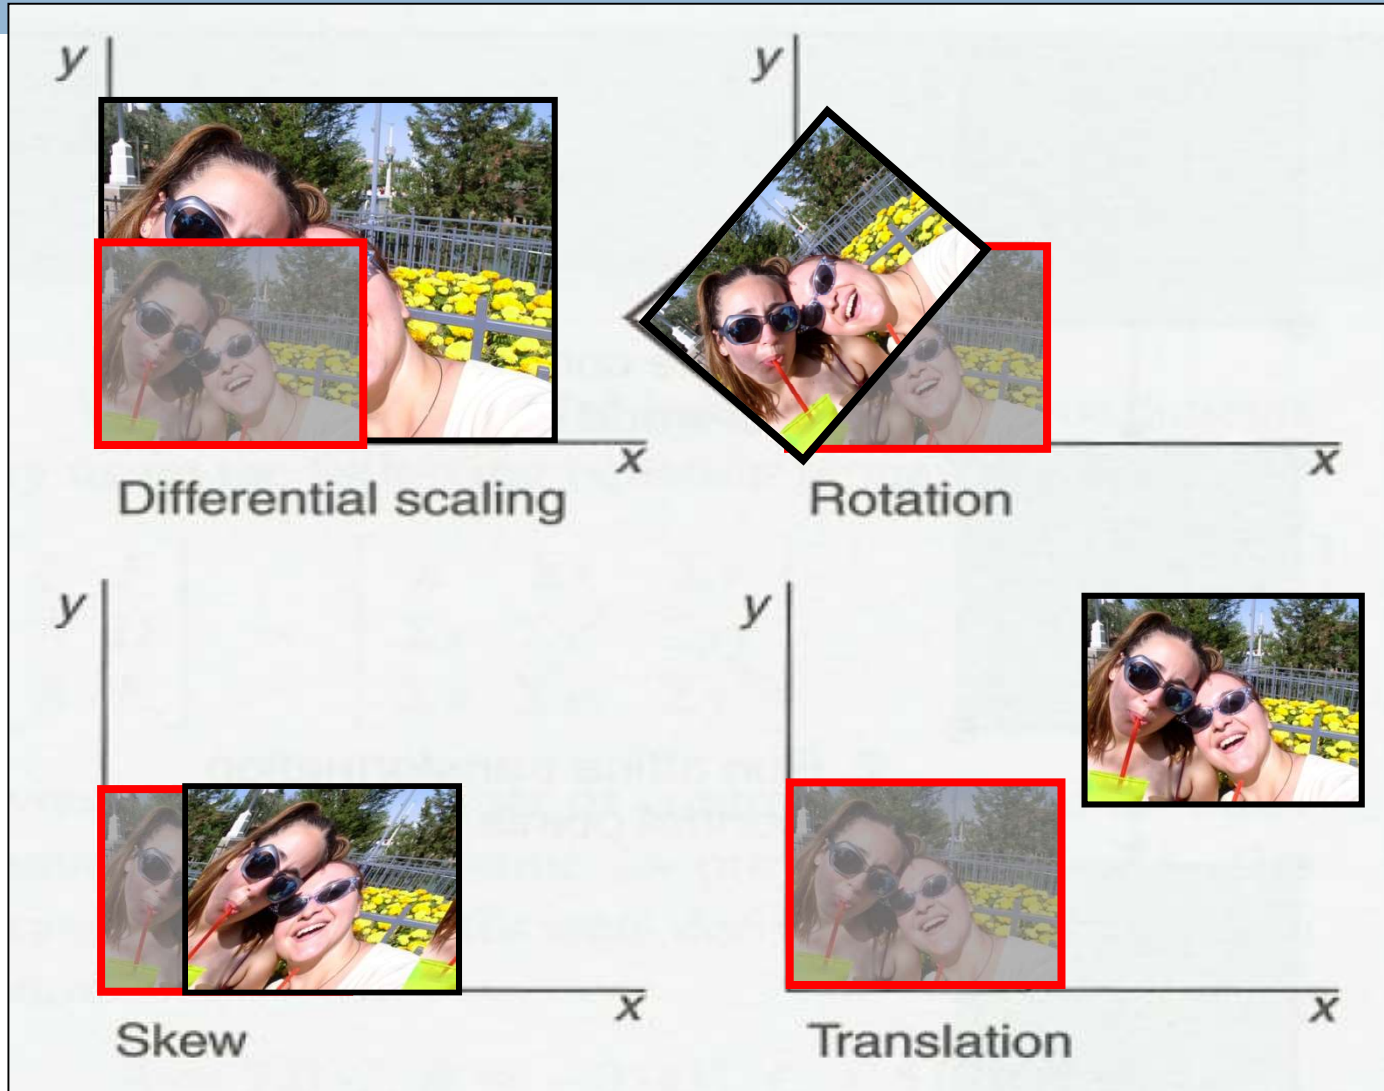 y
x
Differential scaling
y
x
Rotation
y
x
Skew
y
x
Translation